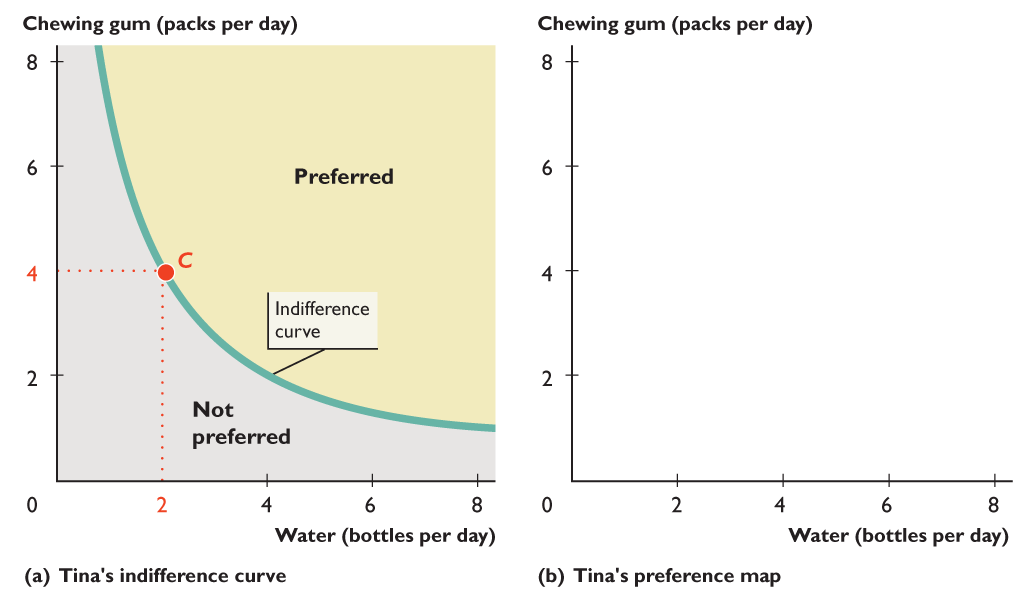 Chewing gum (packs per day)
8
6
4
2
0
C
Preferred
Indifference
curve
Not
preferred
2
4
6
8
Water (bottles per day)
(a) Tina's indifference curve
Chewing gum (packs per day)
8
6
4
2
0
2
4
6
8
Water (bottles per day)
(b) Tina's preference map